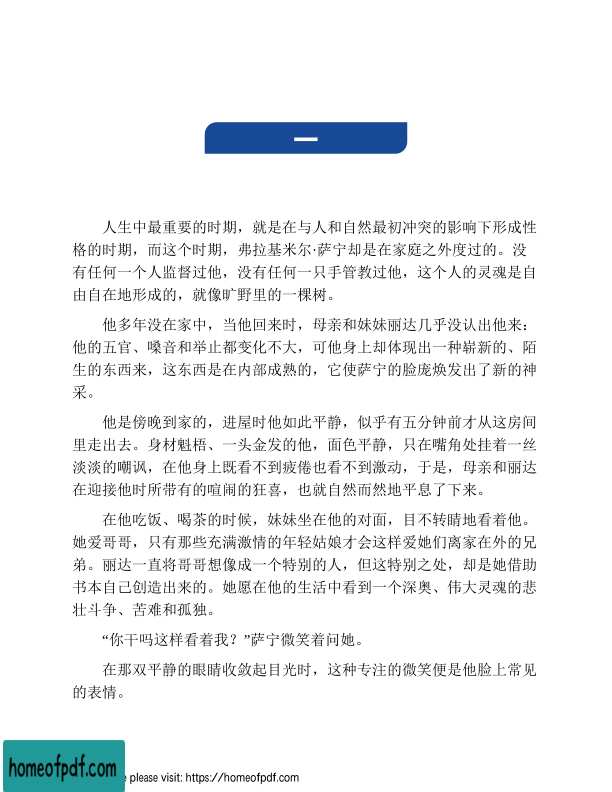 一
人生中最重要的时期，就是在与人和自然最初冲突的影响下形成性
格的时期，而这个时期，弗拉基米尔·萨宁却是在家庭之外度过的。没
有任何一个人监督过他，没有任何一只手管教过他，这个人的灵魂是自
由自在地形成的，就像旷野里的一棵树。
他多年没在家中，当他回来时，母亲和妹妹丽达几乎没认出他来：
他的五官、嗓音和举止都变化不大，可他身上却体现出一种崭新的、陌
生的东西来，这东西是在内部成熟的，它使萨宁的脸庞焕发出了新的神
采。
他是傍晚到家的，进屋时他如此平静，似乎有五分钟前才从这房间
里走出去。身材魁梧、一头金发的他，面色平静，只在嘴角处挂着一丝
淡淡的嘲讽，在他身上既看不到疲倦也看不到激动，于是，母亲和丽达
在迎接他时所带有的喧闹的狂喜，也就自然而然地平息了下来。
在他吃饭、喝茶的时候，妹妹坐在他的对面，目不转睛地看着他。
她爱哥哥，只有那些充满激情的年轻姑娘才会这样爱她们离家在外的兄
弟。丽达一直将哥哥想像成一个特别的人，但这特别之处，却是她借助
书本自己创造出来的。她愿在他的生活中看到一个深奥、伟大灵魂的悲
壮斗争、苦难和孤独。
“你干吗这样看着我？”萨宁微笑着问她。
在那双平静的眼睛收敛起目光时，这种专注的微笑便是他脸上常见
的表情。
homeofpdf.com
e please visit: https://homeofpdf.com